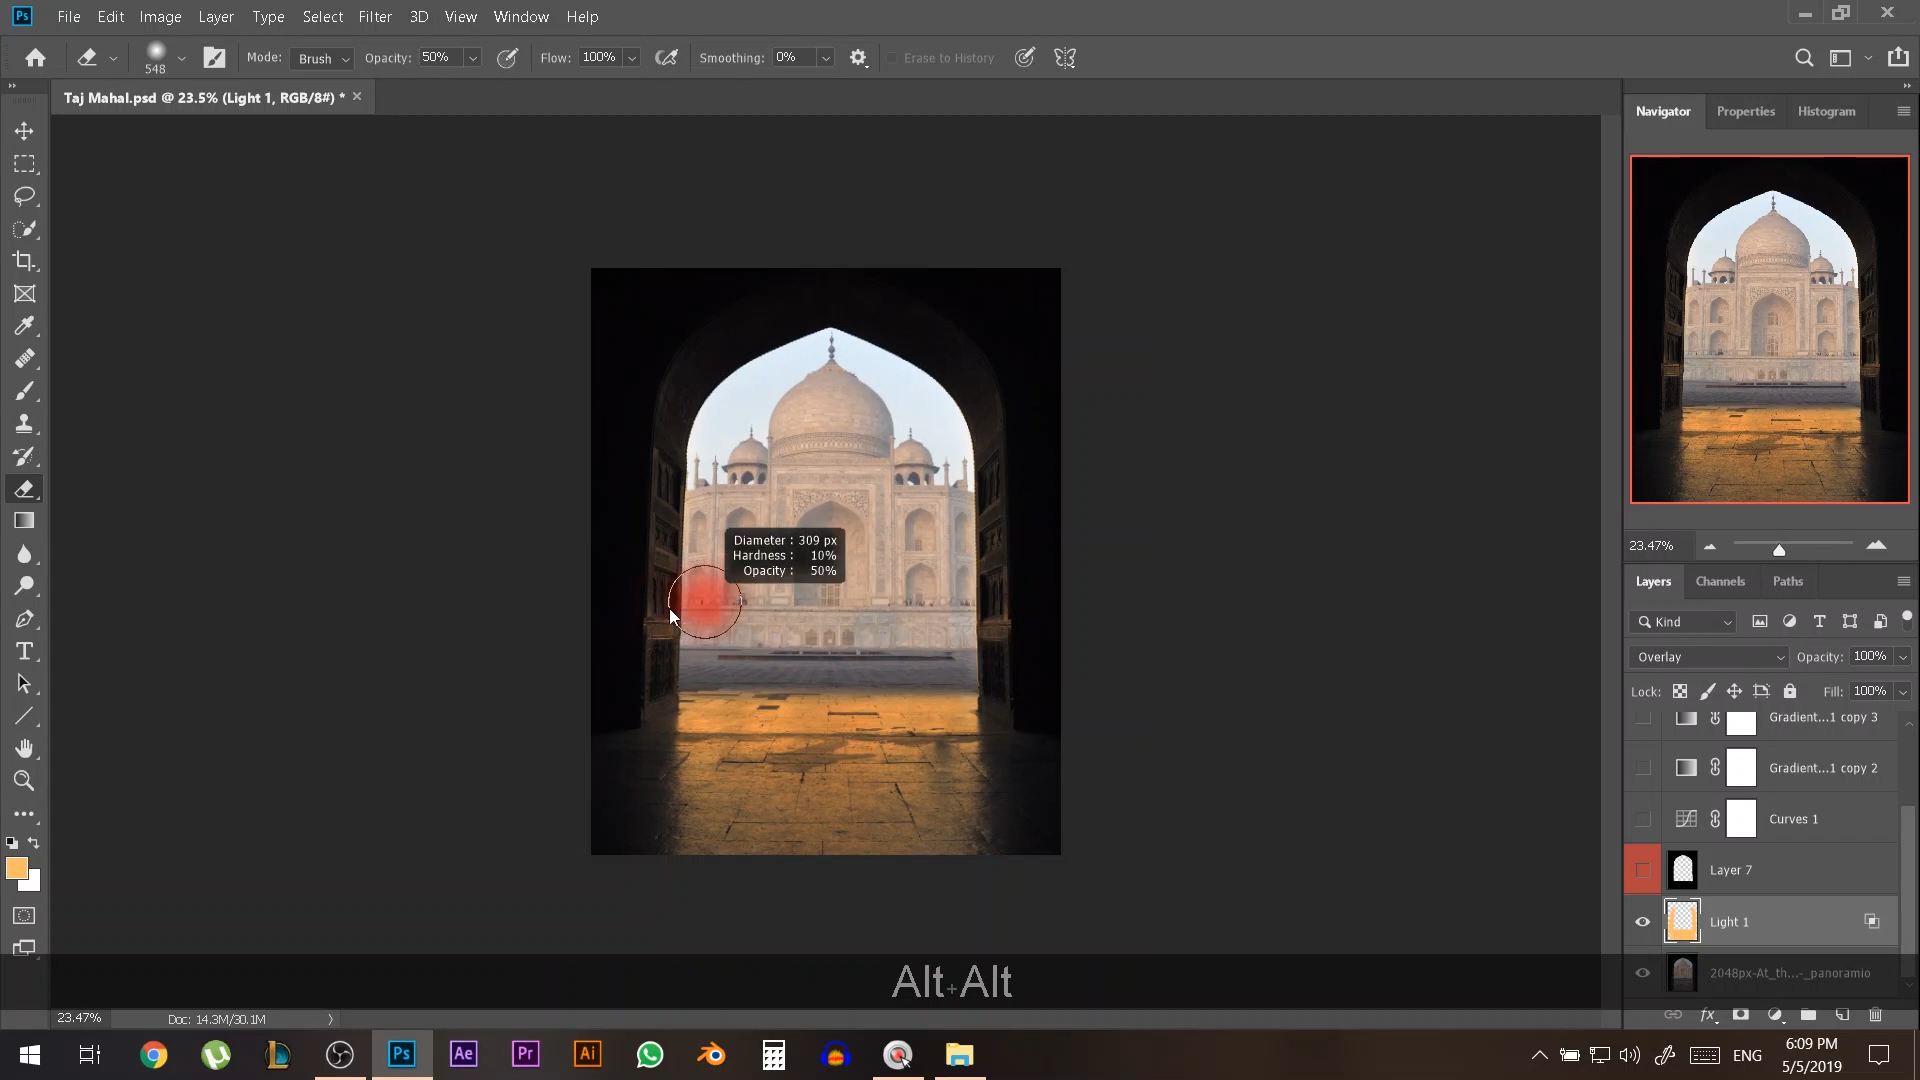 Ps File Edit Image Layer Type Select Filter 3D View Window Help
548 Mode: Brush Opacity: 50% Flow: 100% Smoothing: 0% Erase to History
Taj Mahal.psd @ 23.5% (Light 1, RGB/8#) *
Navigator Properties Histogram
Diameter : 309 px
Hardness : 10%
Opacity : 50%
23.47%
Layers Channels Paths
Kind
Overlay Opacity: 100%
Lock: Fill: 100%
Gradient...1 copy 3
Gradient...1 copy 2
Curves 1
Layer 7
Light 1
2048px-At_th...-_panoramio
Alt+Alt
23.47% Doc: 14.3M/30.1M
Ps Ae Pr Ai
ENG
6:09 PM
5/5/2019